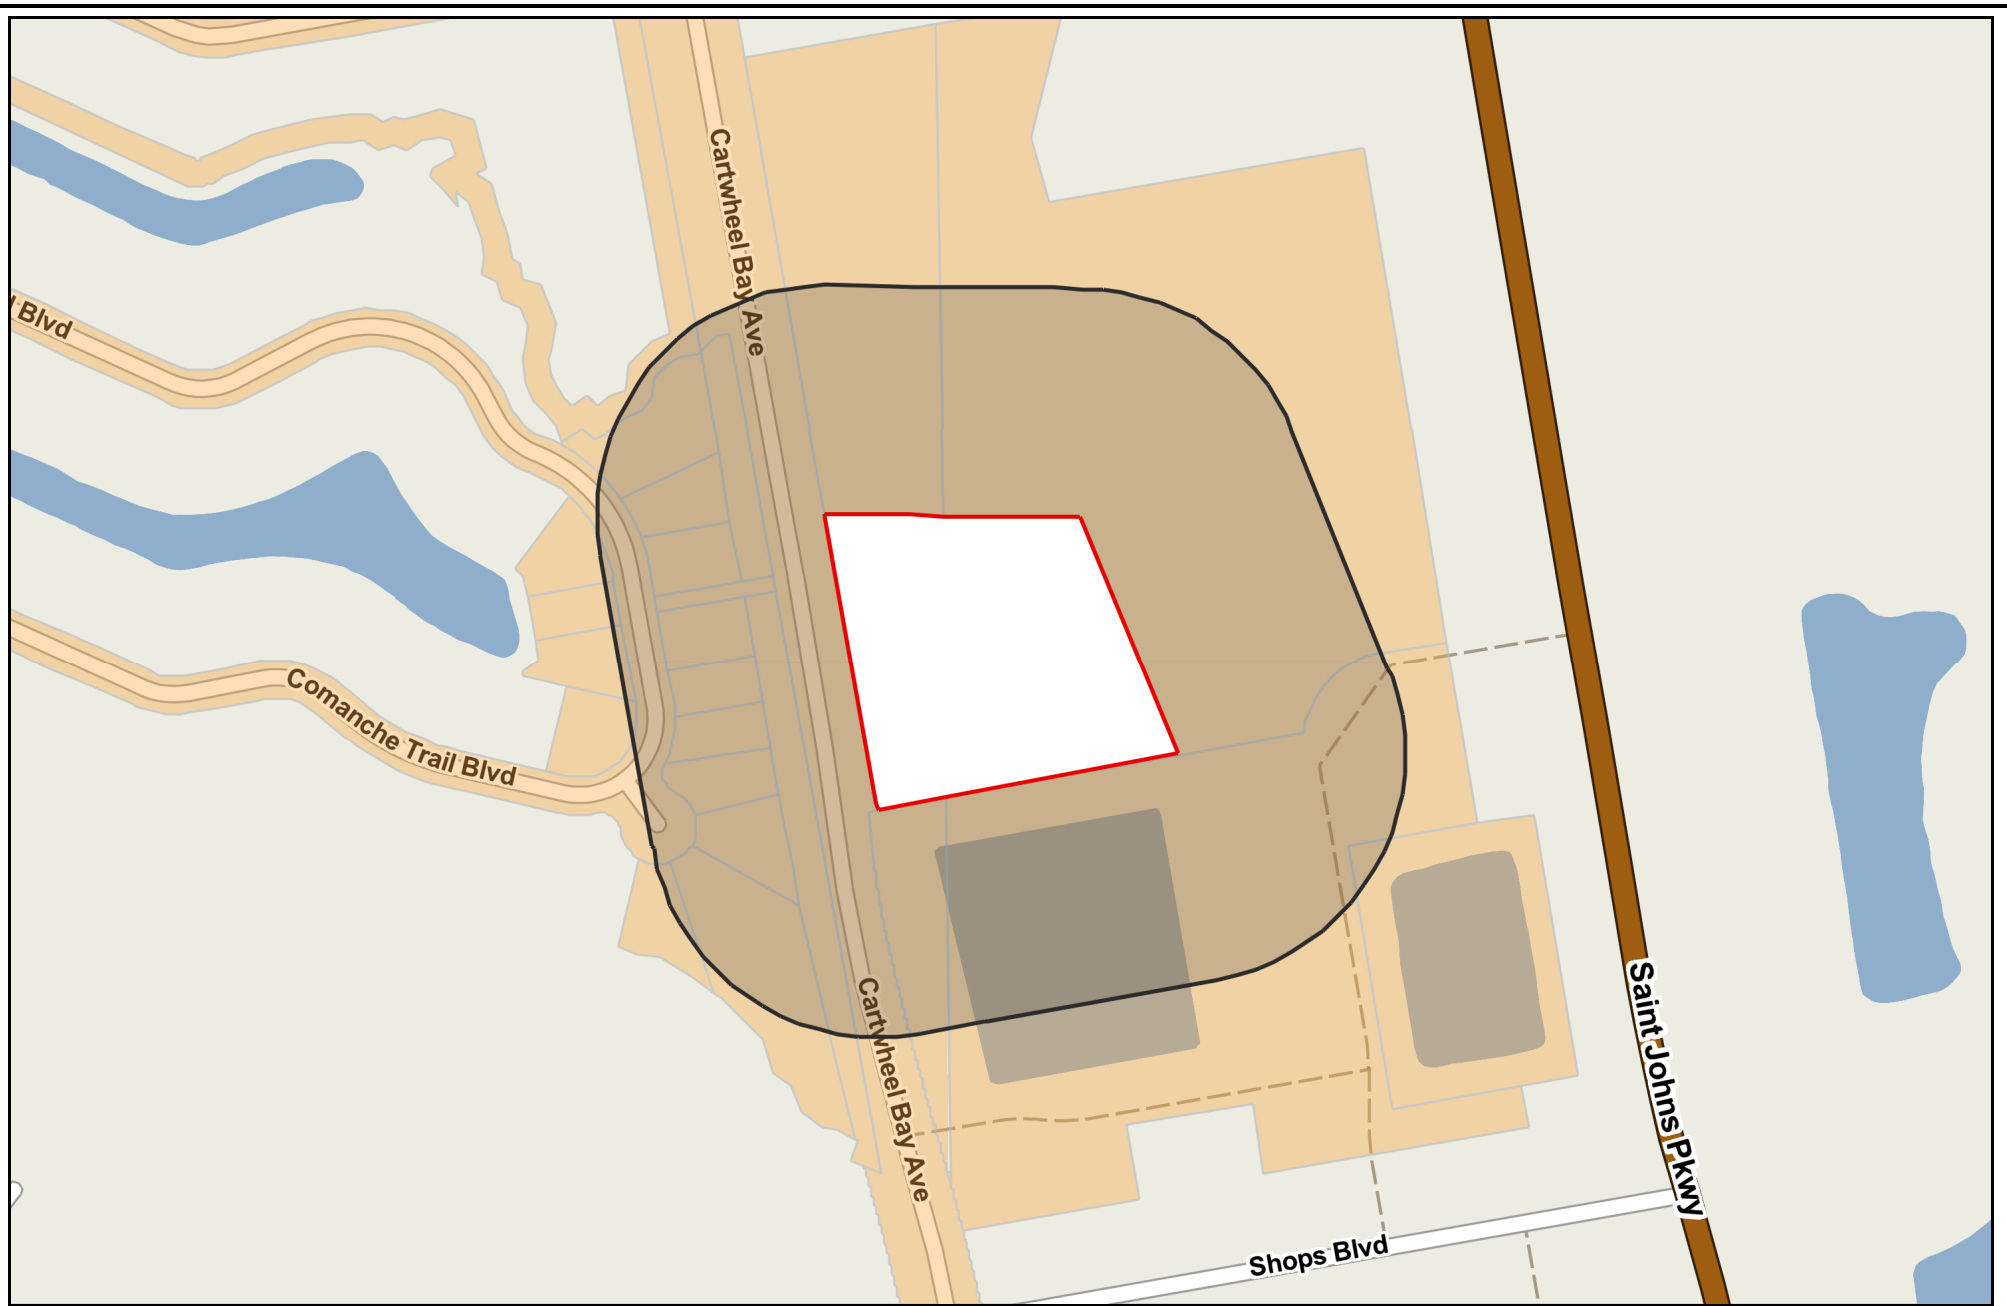 Cartwheel Bay Ave
Blvd
Comanche Trail Blvd
Cartwheel Bay Ave
Saint Johns Pkwy
Shops Blvd